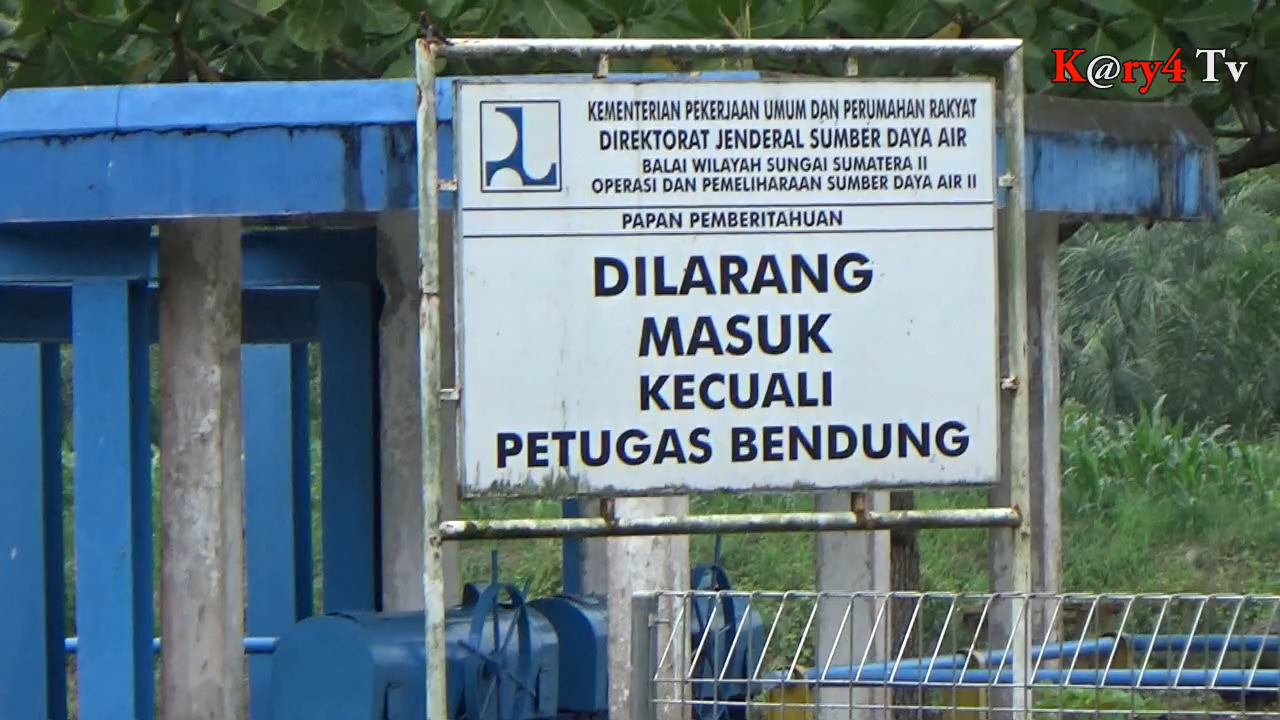 K@ry4 Tv
KEMENTERIAN PEKERJAAN UMUM DAN PERUMAHAN RAKYAT
DIREKTORAT JENDERAL SUMBER DAYA AIR
BALAI WILAYAH SUNGAI SUMATERA II
OPERASI DAN PEMELIHARAAN SUMBER DAYA AIR II
PAPAN PEMBERITAHUAN
DILARANG
MASUK
KECUALI
PETUGAS BENDUNG